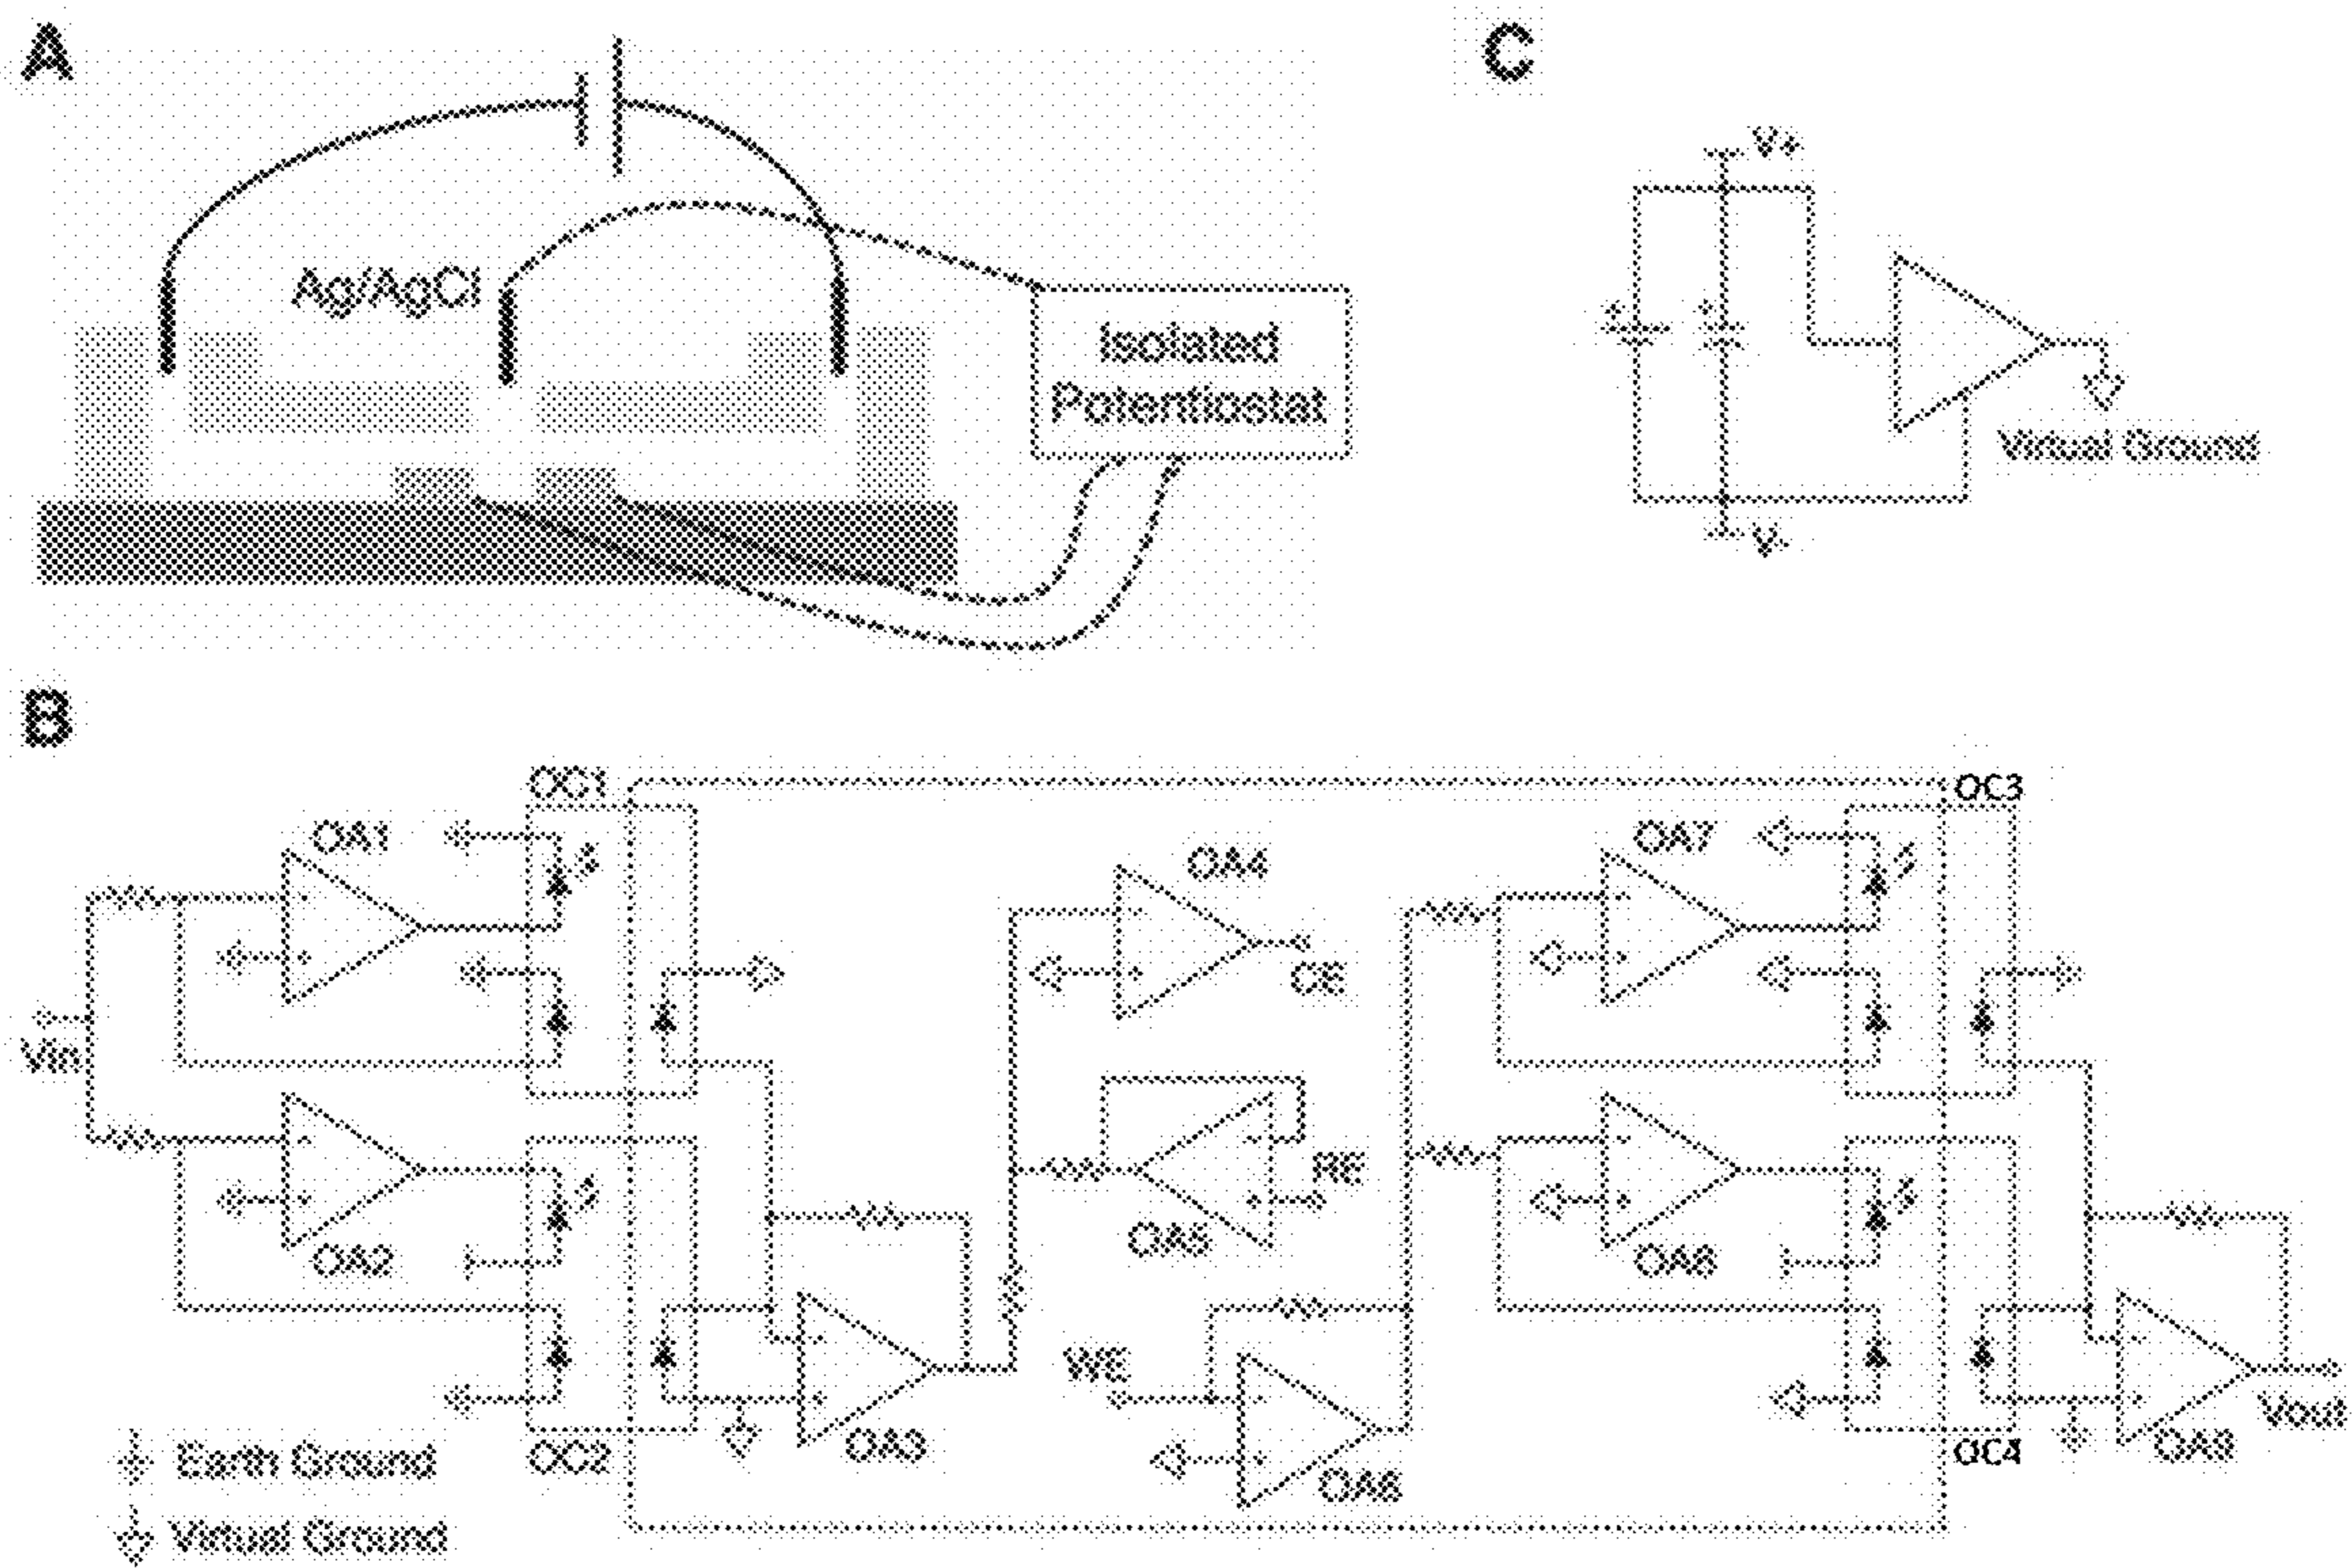 A
Ag/AgCl
Isolated
Potentiostat
C
V+
Virtual Ground
V-
B
OC1
OC3
OA1
OA4
OA7
CE
Vin
RE
OA2
OA5
OA8
WE
OA3
OA6
OC2
OC4
OA9
Vout
Earth Ground
Virtual Ground